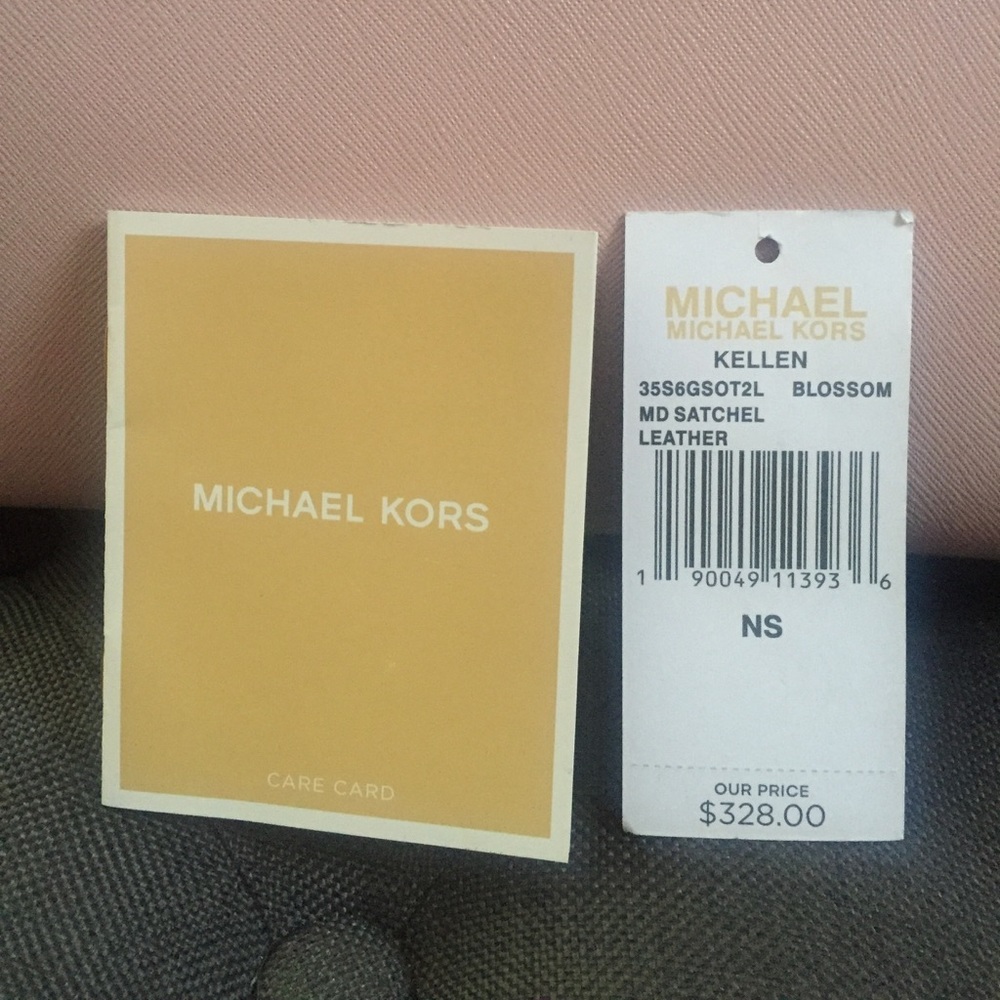 MICHAEL KORS
CARE CARD
MICHAEL
MICHAEL KORS
KELLEN
35S6GSOT2L BLOSSOM
MD SATCHEL
LEATHER
1 90049 11393 6
NS
OUR PRICE
$328.00